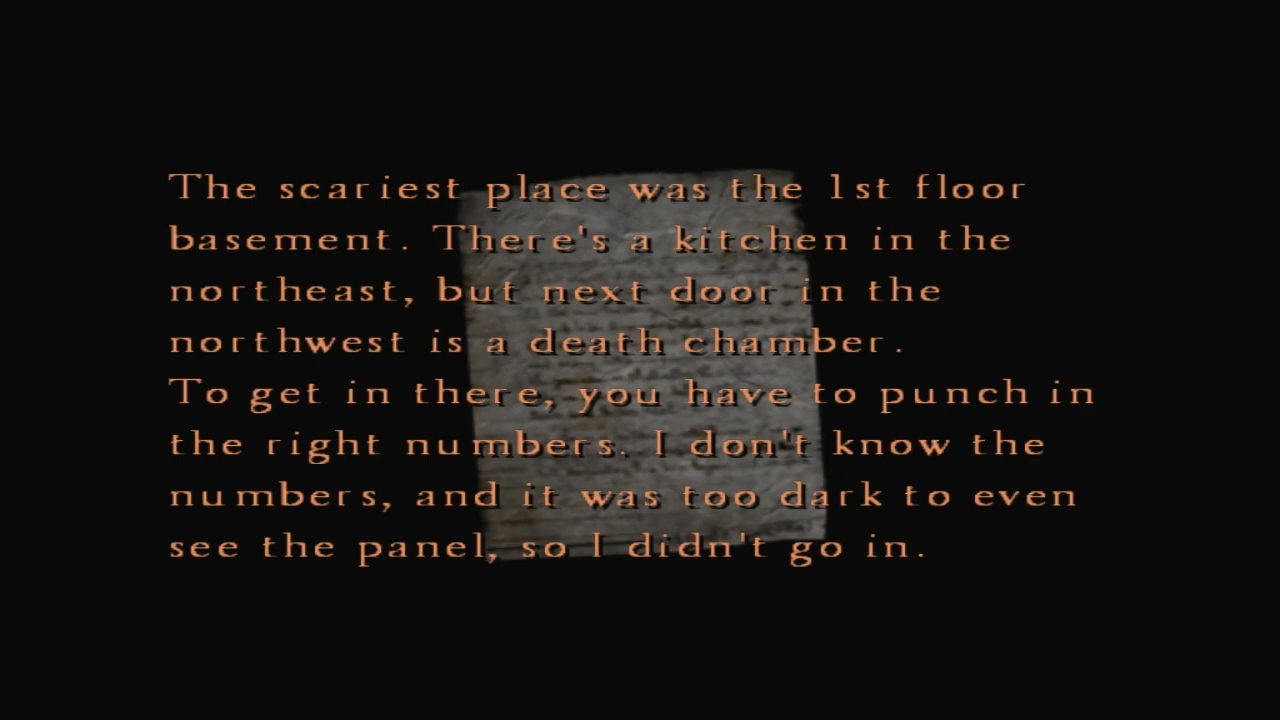 The scariest place was the 1st floor
basement. There's a kitchen in the
northeast, but next door in the
northwest is a death chamber.
To get in there, you have to punch in
the right numbers. I don't know the
numbers, and it was too dark to even
see the panel, so I didn't go in.